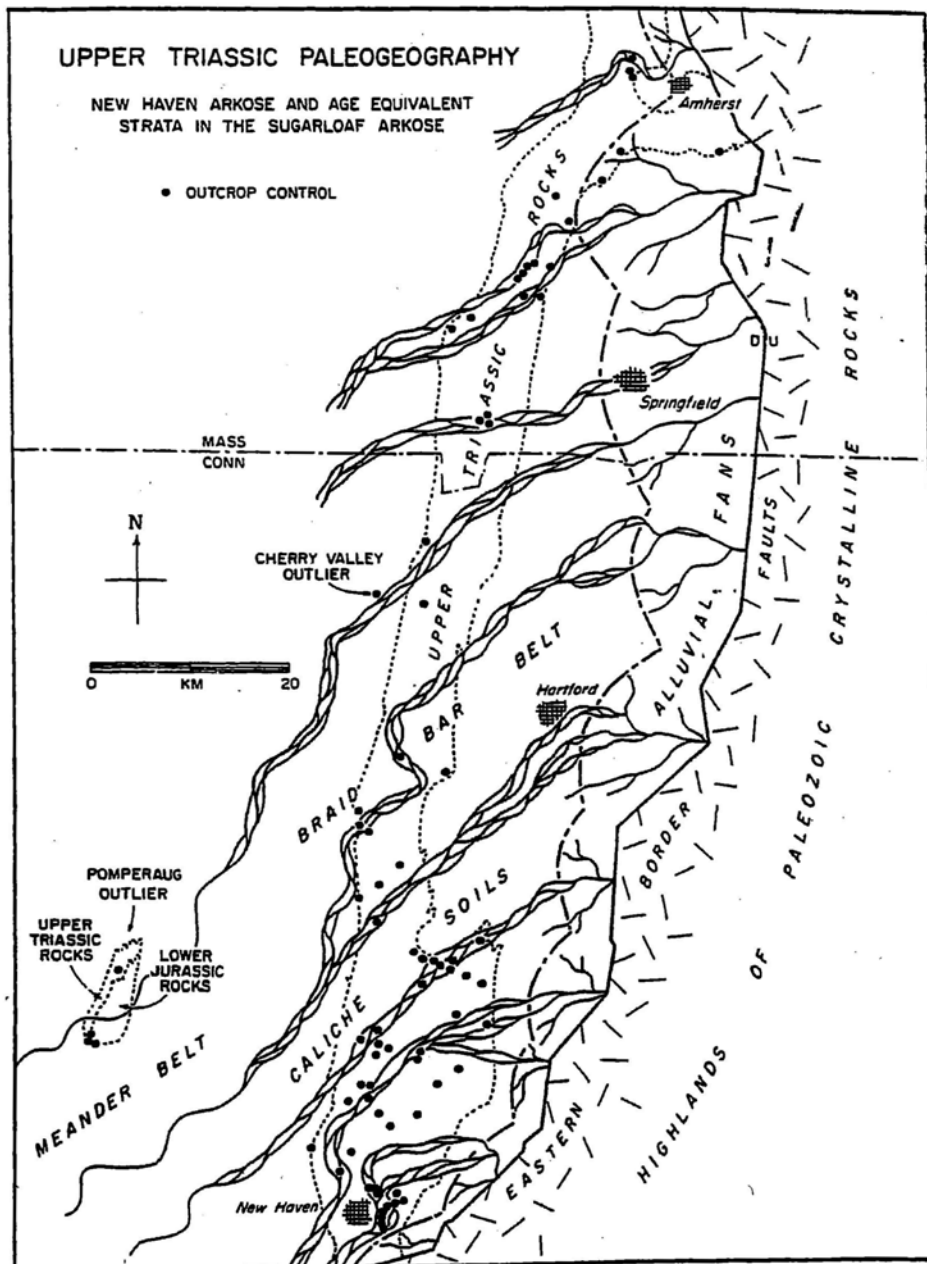 UPPER TRIASSIC PALEOGEOGRAPHY
NEW HAVEN ARKOSE AND AGE EQUIVALENT
STRATA IN THE SUGARLOAF ARKOSE
• OUTCROP CONTROL
Amherst
ROCKS
TRIASSIC
UPPER
D U
Springfield
MASS
CONN
N
CHERRY VALLEY
OUTLIER
0 KM 20
ALLUVIAL FANS
Hartford
BRAID BAR BELT
CALICHE SOILS
POMPERAUG
OUTLIER
UPPER
TRIASSIC
ROCKS
LOWER
JURASSIC
ROCKS
MEANDER BELT
New Haven
EASTERN BORDER FAULTS
HIGHLANDS OF PALEOZOIC CRYSTALLINE ROCKS